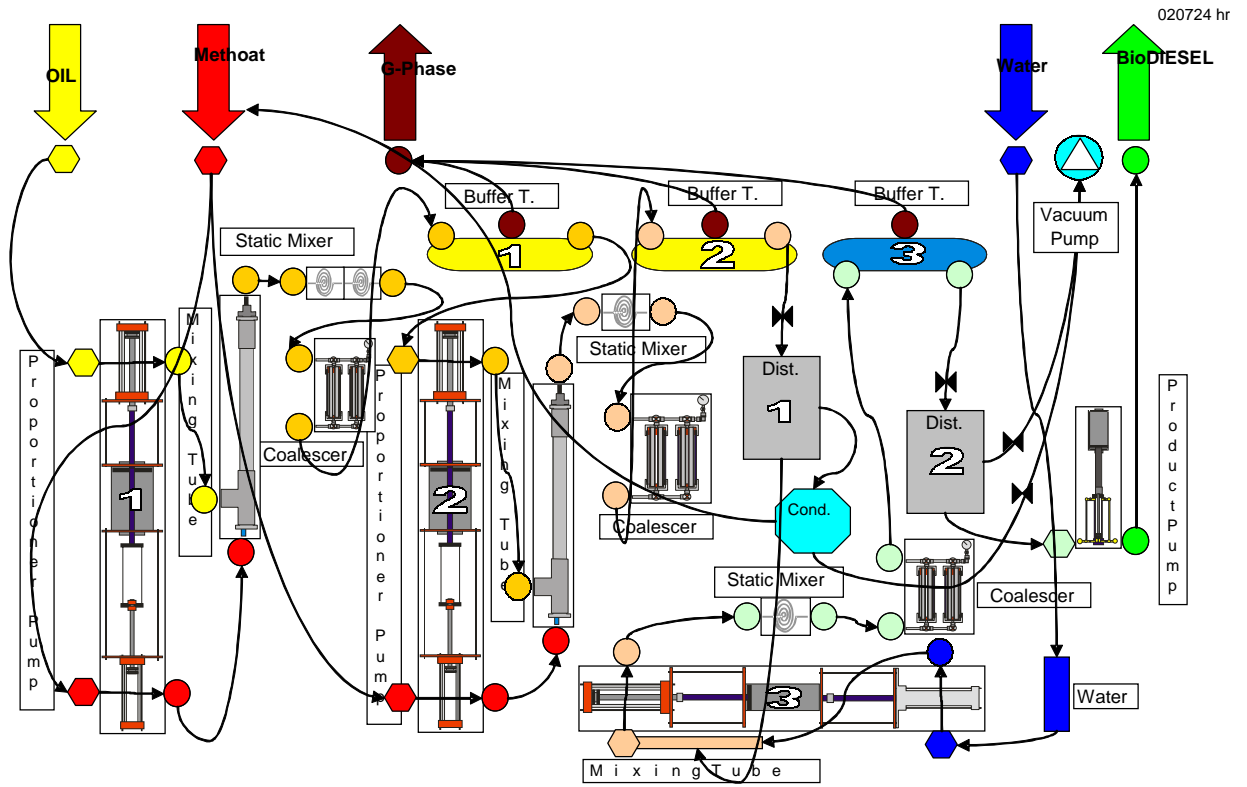 020724 hr
OIL
Methoat
G-Phase
Water
BioDIESEL
Buffer T.
Buffer T.
Buffer T.
Vacuum
Pump
Static Mixer
1
2
3
Mixing Tube
Static Mixer
Proportioner Pump
Proportioner Pum
Mixing Tube
Dist.
1
Dist.
2
Product Pump
Coalescer
1
2
Cond.
Coalescer
Static Mixer
Coalescer
3
Water
Mixing Tube